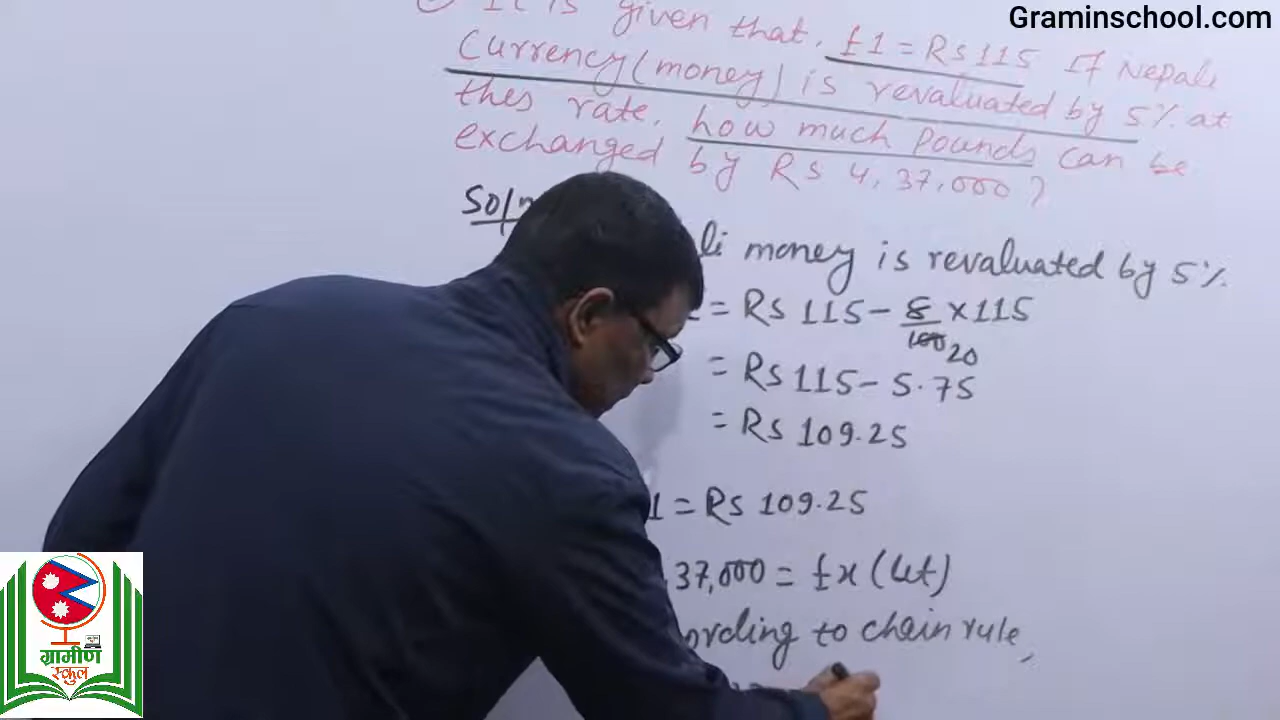 Graminschool.com
It is given that, £1 = Rs 115 If Nepali
currency (money) is revaluated by 5% at
thes rate, how much pounds can be
exchanged by Rs 4,37,000?
Soln
li money is revaluated by 5%.
= Rs 115 - 5/100 20 × 115
= Rs 115 - 5.75
= Rs 109.25
1 = Rs 109.25
37,000 = £x (let)
ording to chain rule,
ग्रामीण
स्कुल